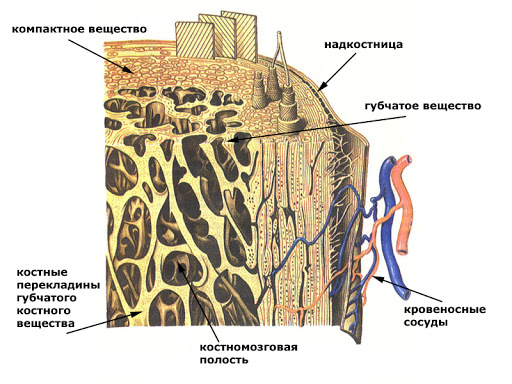 компактное вещество
надкостница
губчатое вещество
костные
перекладины
губчатого
костного
вещества
костномозговая
полость
кровеносные
сосуды